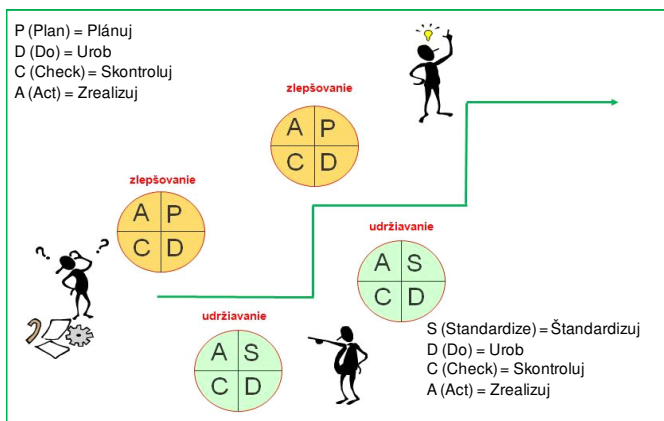 P (Plan) = Plánuj
D (Do) = Urob
C (Check) = Skontroluj
A (Act) = Zrealizuj
zlepšovanie
A P
C D
zlepšovanie
A P
C D
udržiavanie
A S
C D
udržiavanie
A S
C D
? ?
S (Standardize) = Štandardizuj
D (Do) = Urob
C (Check) = Skontroluj
A (Act) = Zrealizuj